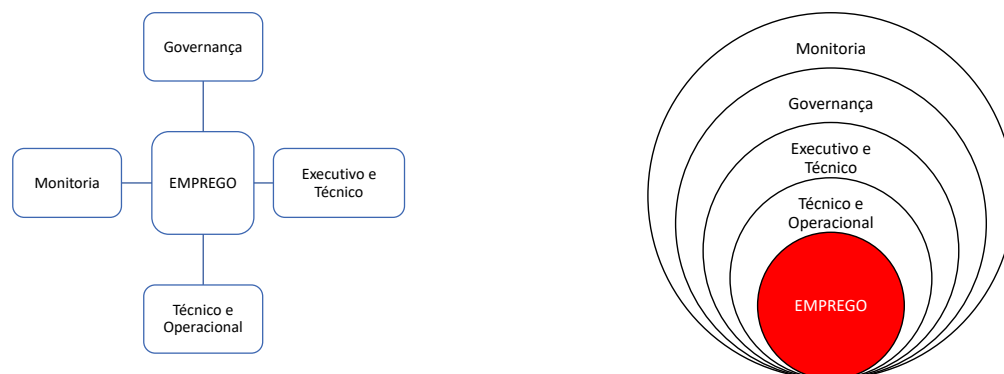 Governança
Monitoria
EMPREGO
Executivo e
Técnico
Técnico e
Operacional
Monitoria
Governança
Executivo e
Técnico
Técnico e
Operacional
EMPREGO